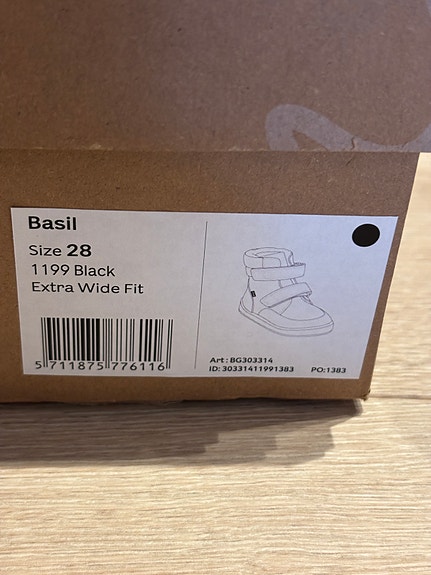 Basil
Size 28
1199 Black
Extra Wide Fit
5 711875 776116
Art: BG303314
ID: 30331411991383 PO:1383